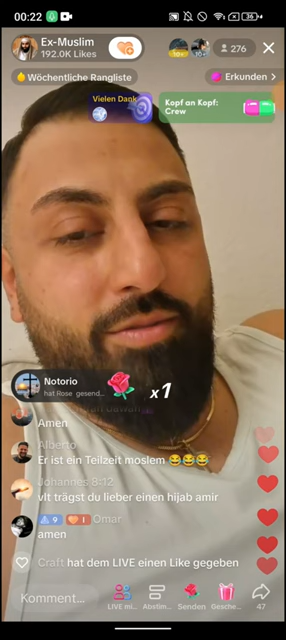 00:22
36
Ex-Muslim
192.0K Likes
10+
10+
276
Wöchentliche Rangliste
Erkunden >
Vielen Dank
Kopf an Kopf:
Crew
Notorio
hat Rose gesend...
x1
Amen
Alberto
Er ist ein Teilzeit moslem 😂😂😂
Johannes 8:12
vlt trägst du lieber einen hijab amir
9 1 Omar
amen
Craft hat dem LIVE einen Like gegeben
Komment...
LIVE mi...
Abstim...
Senden
Gesche...
47